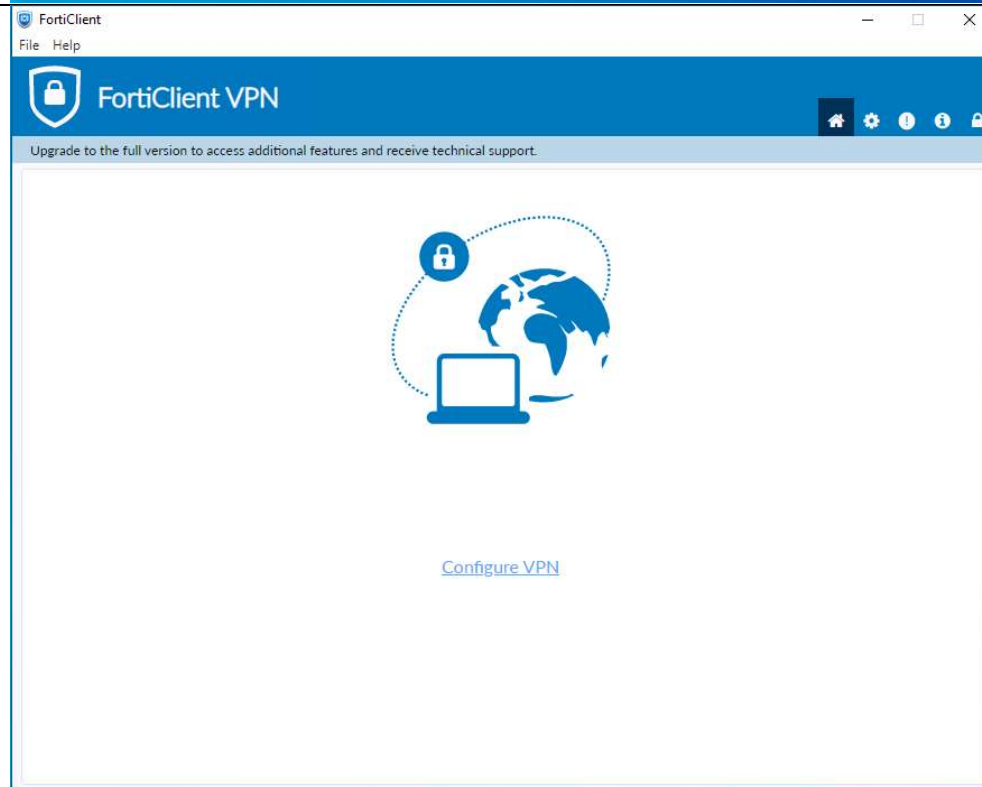 FortiClient
File Help
FortiClient VPN
Upgrade to the full version to access additional features and receive technical support.
Configure VPN